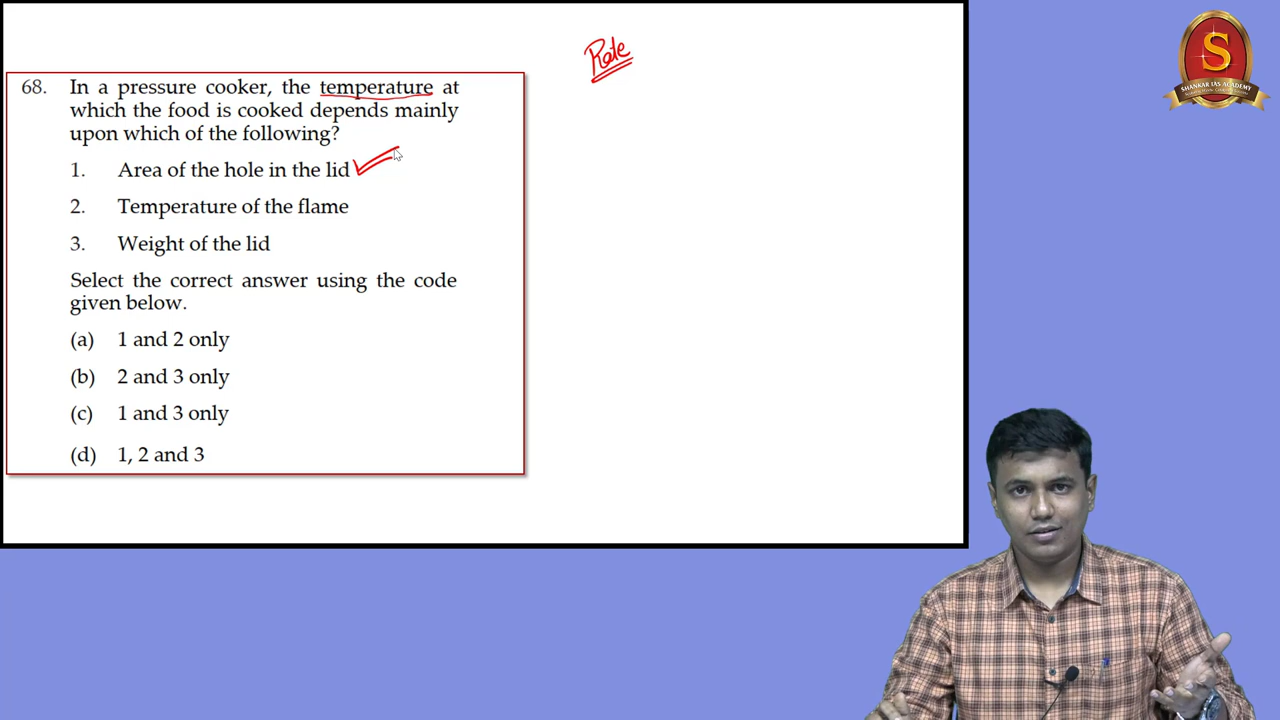 Rate
68. In a pressure cooker, the temperature at
which the food is cooked depends mainly
upon which of the following?
1. Area of the hole in the lid
2. Temperature of the flame
3. Weight of the lid
Select the correct answer using the code
given below.
(a) 1 and 2 only
(b) 2 and 3 only
(c) 1 and 3 only
(d) 1, 2 and 3
S
SHANKAR IAS ACADEMY